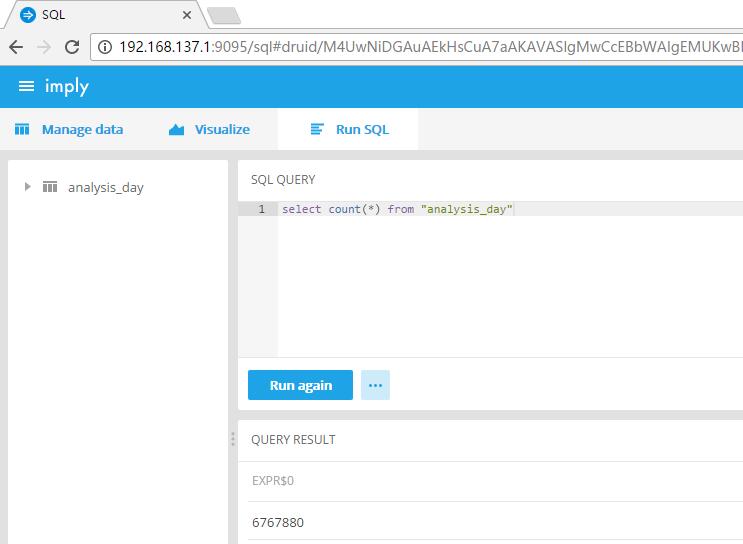 SQL
192.168.137.1:9095/sql#druid/M4UwNiDGAuAEkHsCuA7aAKAVASIgMwCcEBbWAIgEMUKwBI
imply
Manage data
Visualize
Run SQL
analysis_day
SQL QUERY
1 select count(*) from "analysis_day"
Run again
...
QUERY RESULT
EXPR$0
6767880